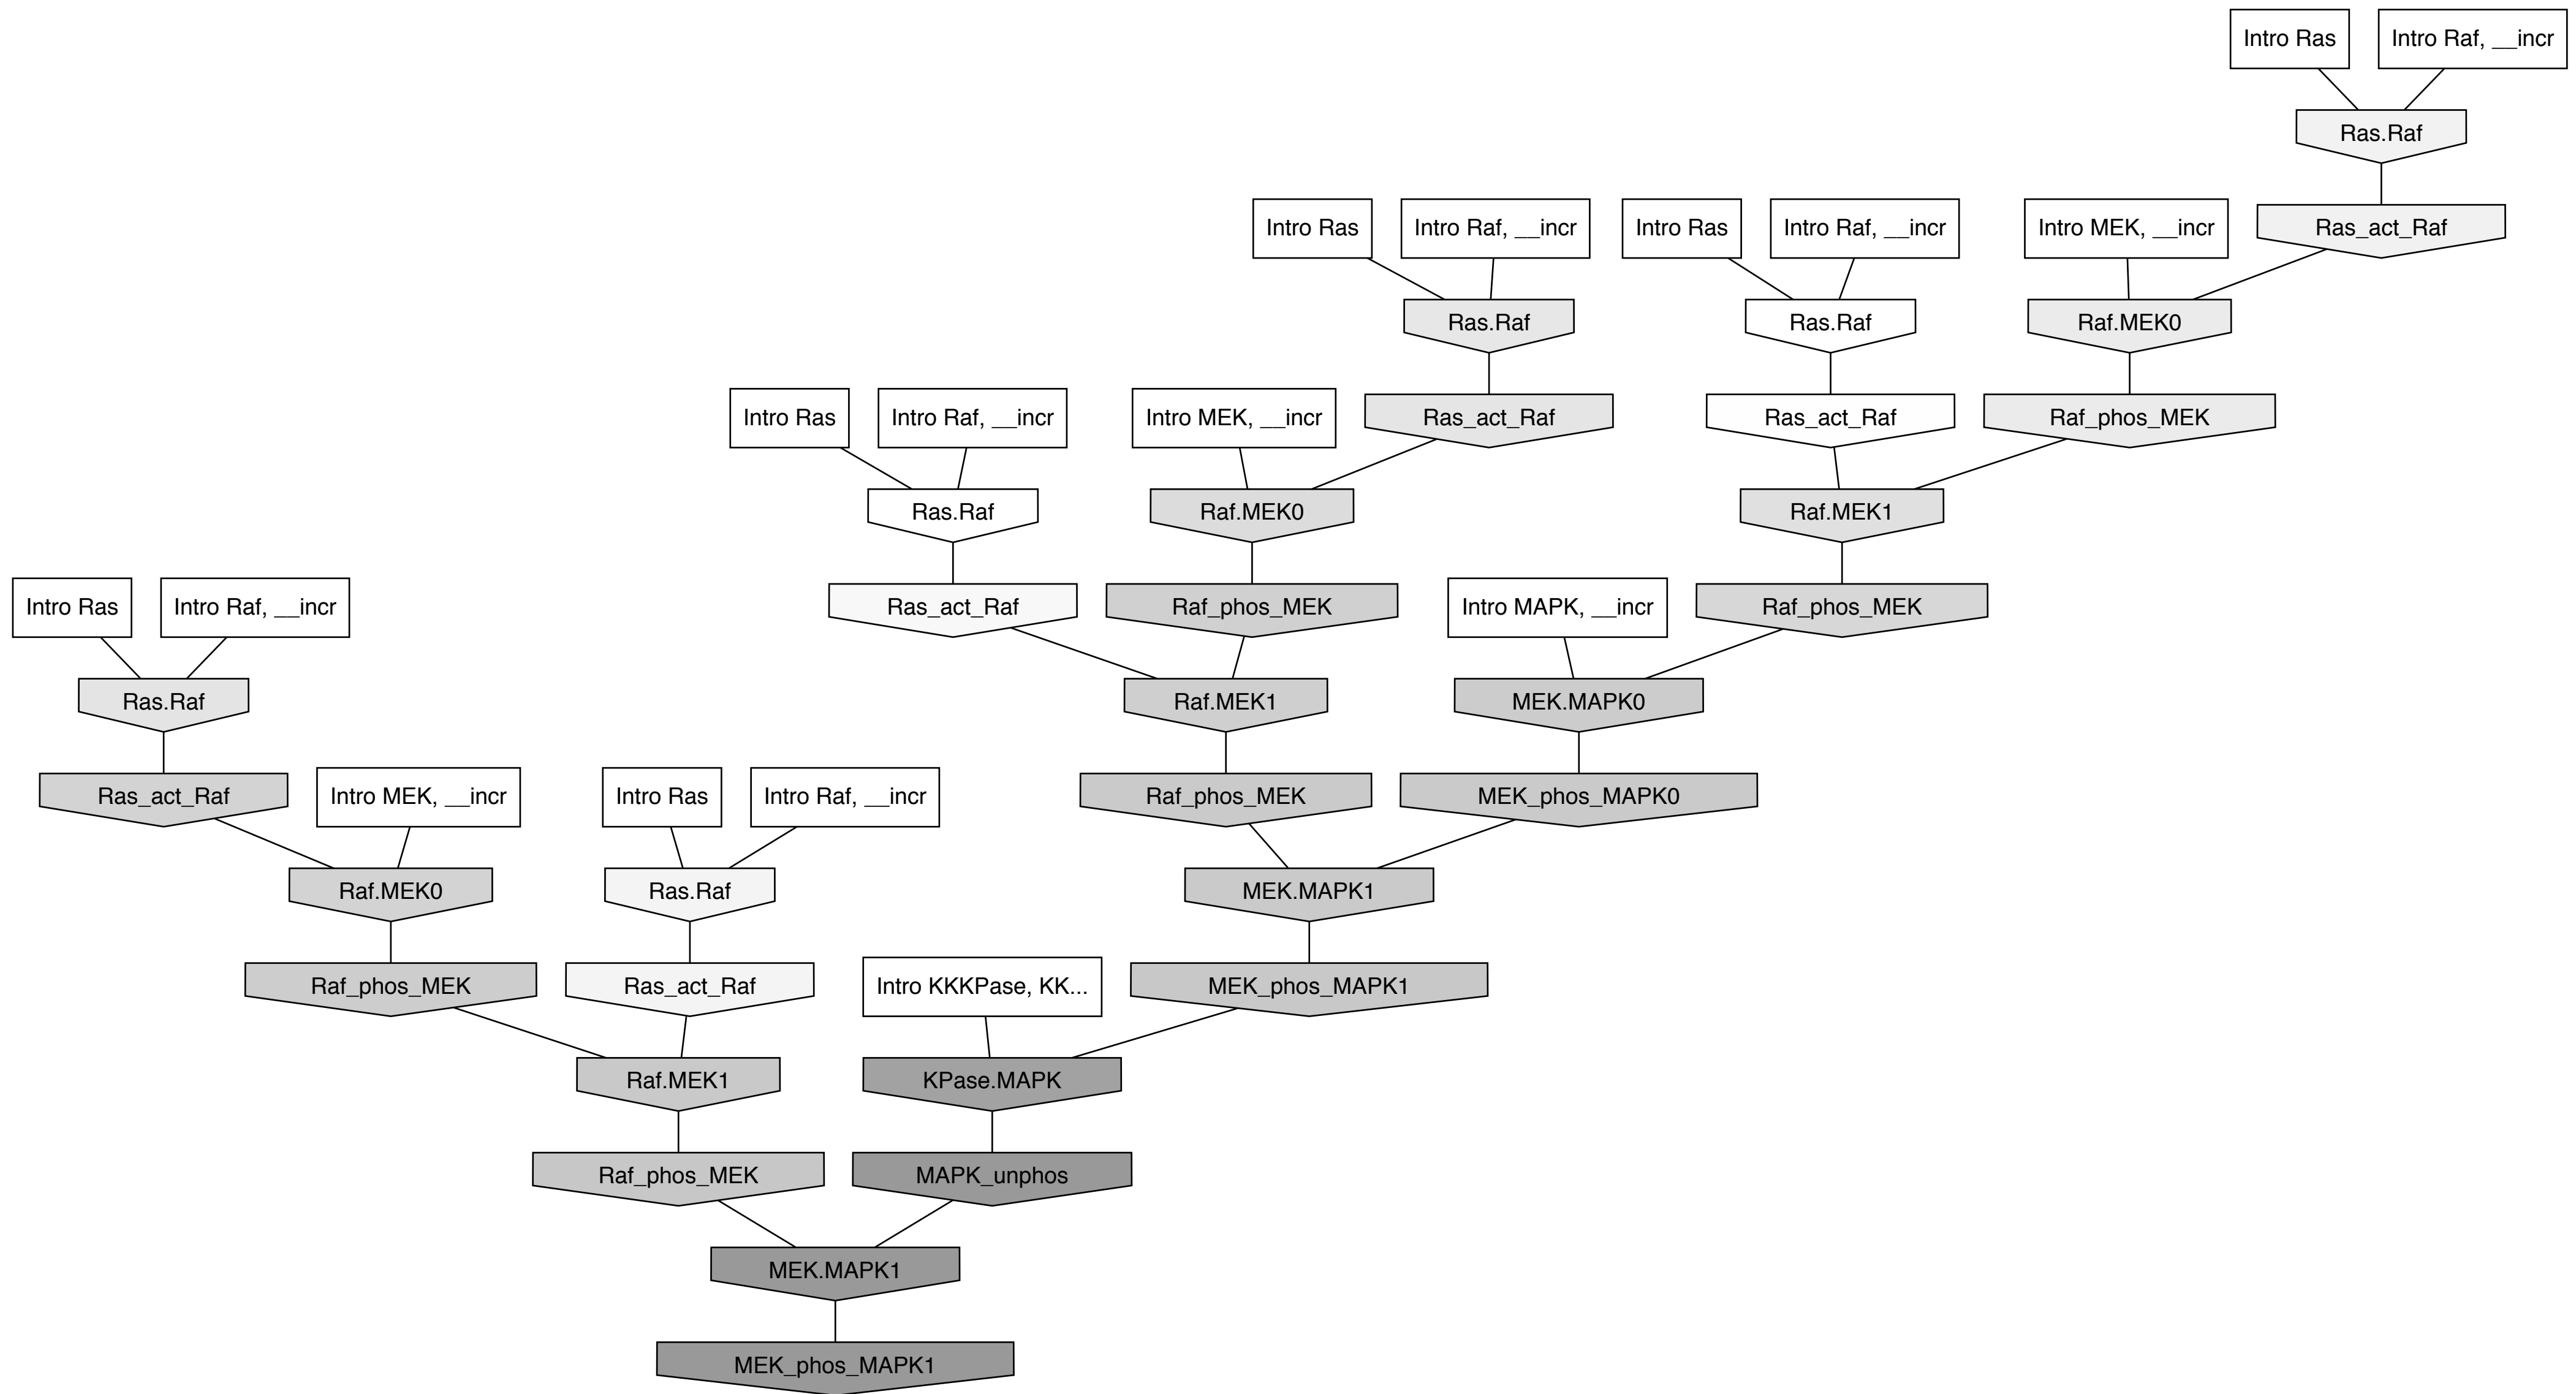 Intro Ras
Intro Raf, __incr
Ras.Raf
Intro Ras
Intro Raf, __incr
Intro Ras
Intro Raf, __incr
Intro MEK, __incr
Ras_act_Raf
Ras.Raf
Ras.Raf
Raf.MEK0
Intro Ras
Intro Raf, __incr
Intro MEK, __incr
Ras_act_Raf
Ras_act_Raf
Raf_phos_MEK
Ras.Raf
Raf.MEK0
Raf.MEK1
Intro Ras
Intro Raf, __incr
Ras_act_Raf
Raf_phos_MEK
Intro MAPK, __incr
Raf_phos_MEK
Ras.Raf
Raf.MEK1
MEK.MAPK0
Ras_act_Raf
Intro MEK, __incr
Intro Ras
Intro Raf, __incr
Raf_phos_MEK
MEK_phos_MAPK0
Raf.MEK0
Ras.Raf
MEK.MAPK1
Raf_phos_MEK
Ras_act_Raf
Intro KKKPase, KK...
MEK_phos_MAPK1
Raf.MEK1
KPase.MAPK
Raf_phos_MEK
MAPK_unphos
MEK.MAPK1
MEK_phos_MAPK1